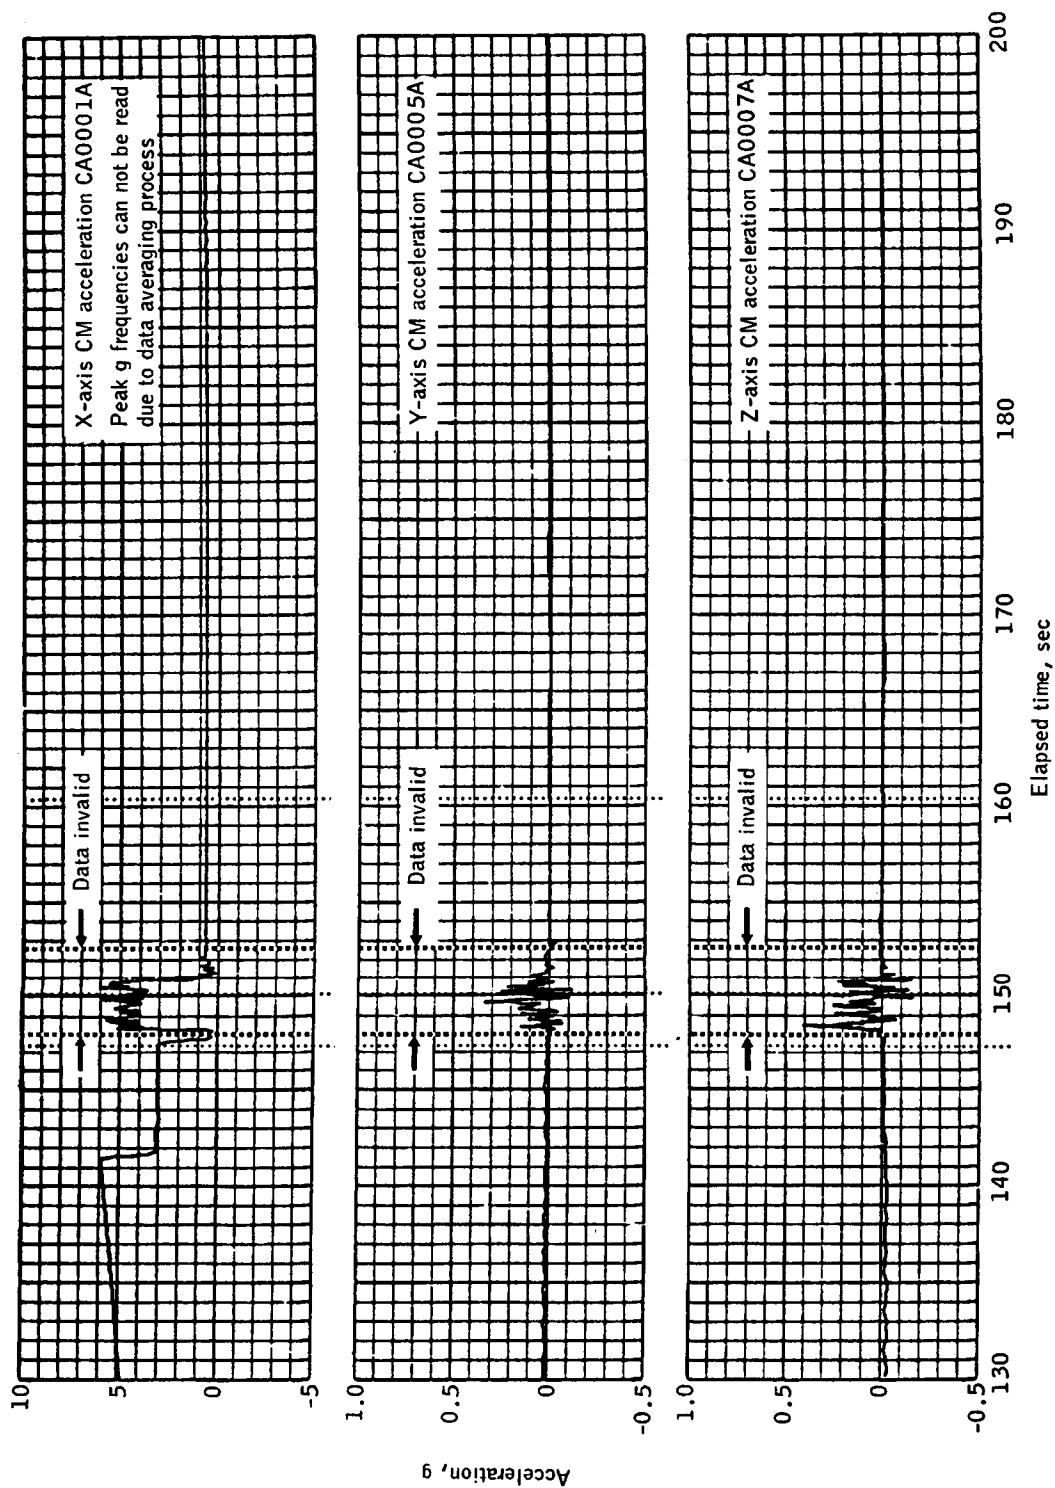 10
5
0
-5
X-axis CM acceleration CA0001A
Peak g frequencies can not be read
due to data averaging process
Data invalid
1.0
0.5
0
-0.5
Y-axis CM acceleration CA0005A
Data invalid
1.0
0.5
0
-0.5
Z-axis CM acceleration CA0007A
Data invalid
Acceleration, g
130
140
150
160
170
180
190
200
Elapsed time, sec